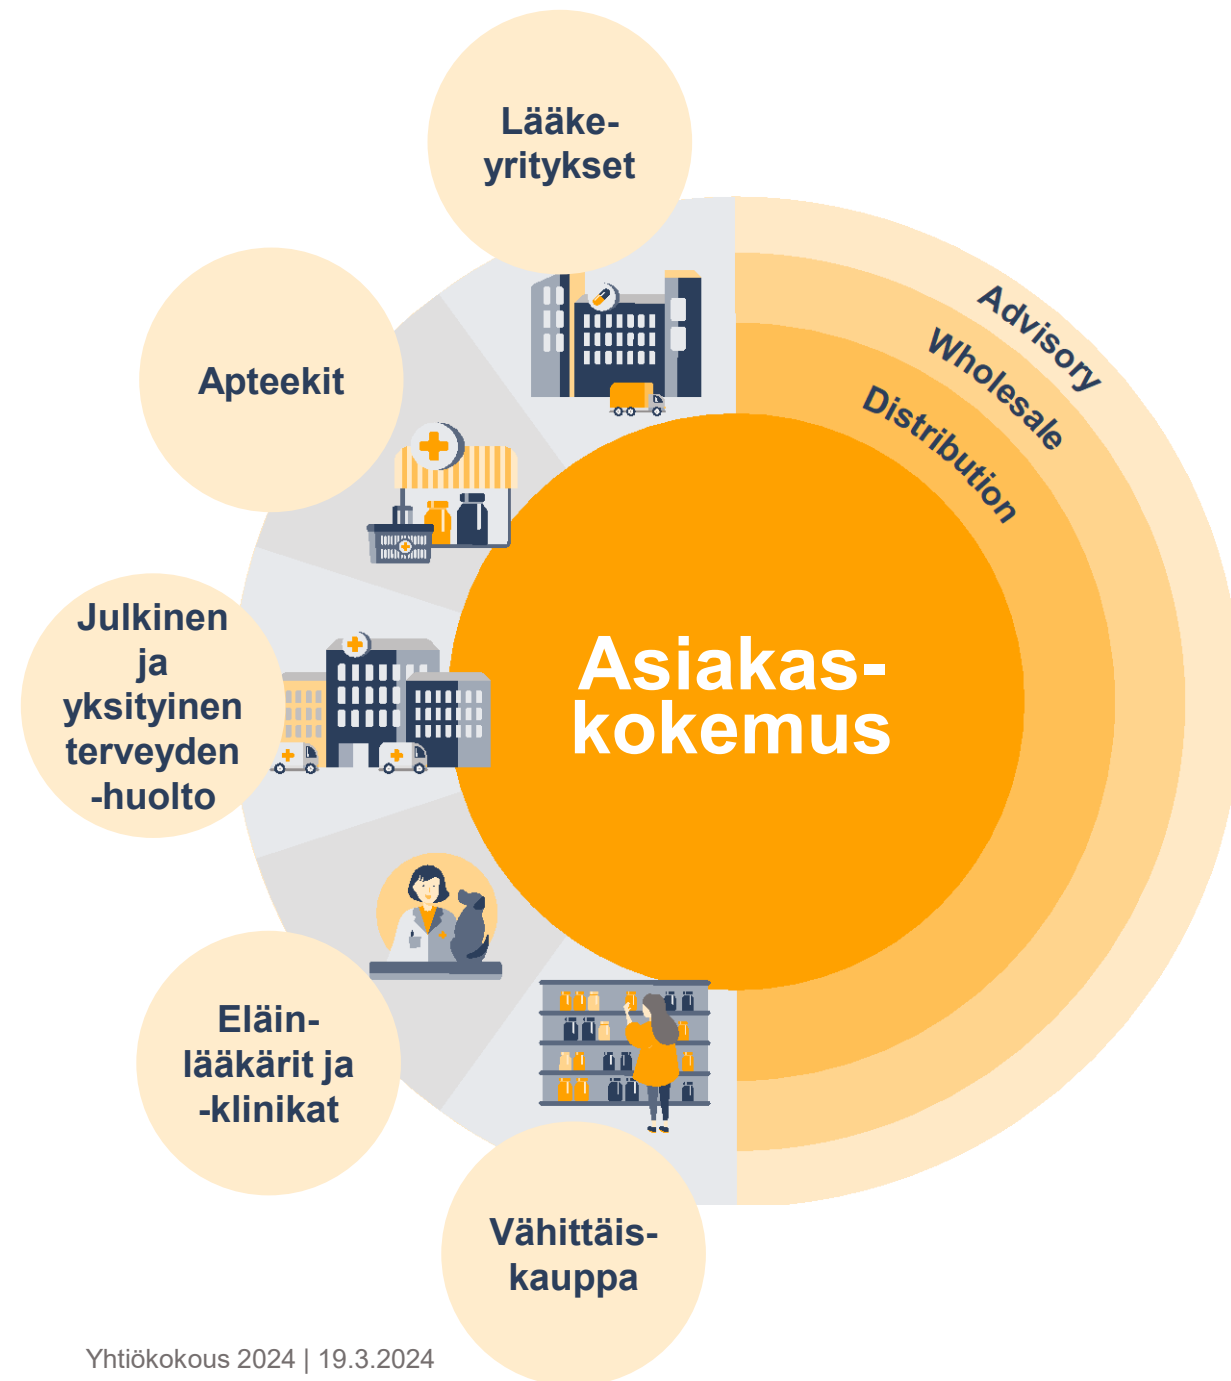 Lääke-
yritykset
Apteekit
Julkinen
ja
yksityinen
terveyden
-huolto
Eläin-
lääkärit ja
-klinikat
Vähittäis-
kauppa
Asiakas-
kokemus
Advisory
Wholesale
Distribution
Yhtiökokous 2024 | 19.3.2024